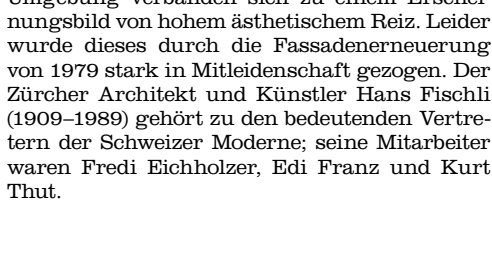 Umgebung verbanden sich zu einem Erschei-
nungsbild von hohem ästhetischem Reiz. Leider
wurde dieses durch die Fassadenerneuerung
von 1979 stark in Mitleidenschaft gezogen. Der
Zürcher Architekt und Künstler Hans Fischli
(1909–1989) gehört zu den bedeutenden Vertre-
tern der Schweizer Moderne; seine Mitarbeiter
waren Fredi Eichholzer, Edi Franz und Kurt
Thut.